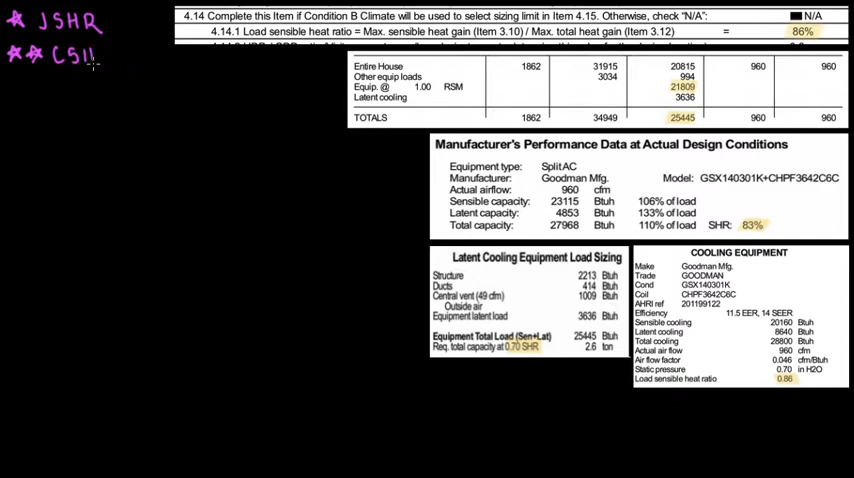 ★ JSHR
★★ CSH
4.14 Complete this Item if Condition B Climate will be used to select sizing limit in Item 4.15. Otherwise, check “N/A”: N/A
4.14.1 Load sensible heat ratio = Max. sensible heat gain (Item 3.10) / Max. total heat gain (Item 3.12) = 86%
Entire House 1862 31915 20815 960 960
Other equip loads 3034 994
Equip. @ 1.00 RSM 21809
Latent cooling 3636
TOTALS 1862 34949 25445 960 960
Manufacturer's Performance Data at Actual Design Conditions
Equipment type: Split AC
Manufacturer: Goodman Mfg. Model: GSX140301K+CHPF3642C6C
Actual airflow: 960 cfm
Sensible capacity: 23115 Btuh 106% of load
Latent capacity: 4853 Btuh 133% of load
Total capacity: 27968 Btuh 110% of load SHR: 83%
Latent Cooling Equipment Load Sizing
Structure 2213 Btuh
Ducts 414 Btuh
Central vent (49 cfm) 1009 Btuh
Outside air
Equipment latent load 3636 Btuh
Equipment Total Load (Sen+Lat) 25445 Btuh
Req. total capacity at 0.70 SHR 2.6 ton
COOLING EQUIPMENT
Make Goodman Mfg.
Trade GOODMAN
Cond GSX140301K
Coil CHPF3642C6C
AHRI ref 201199122
Efficiency 11.5 EER, 14 SEER
Sensible cooling 20160 Btuh
Latent cooling 8640 Btuh
Total cooling 28800 Btuh
Actual air flow 960 cfm
Air flow factor 0.046 cfm/Btuh
Static pressure 0.70 in H2O
Load sensible heat ratio 0.86